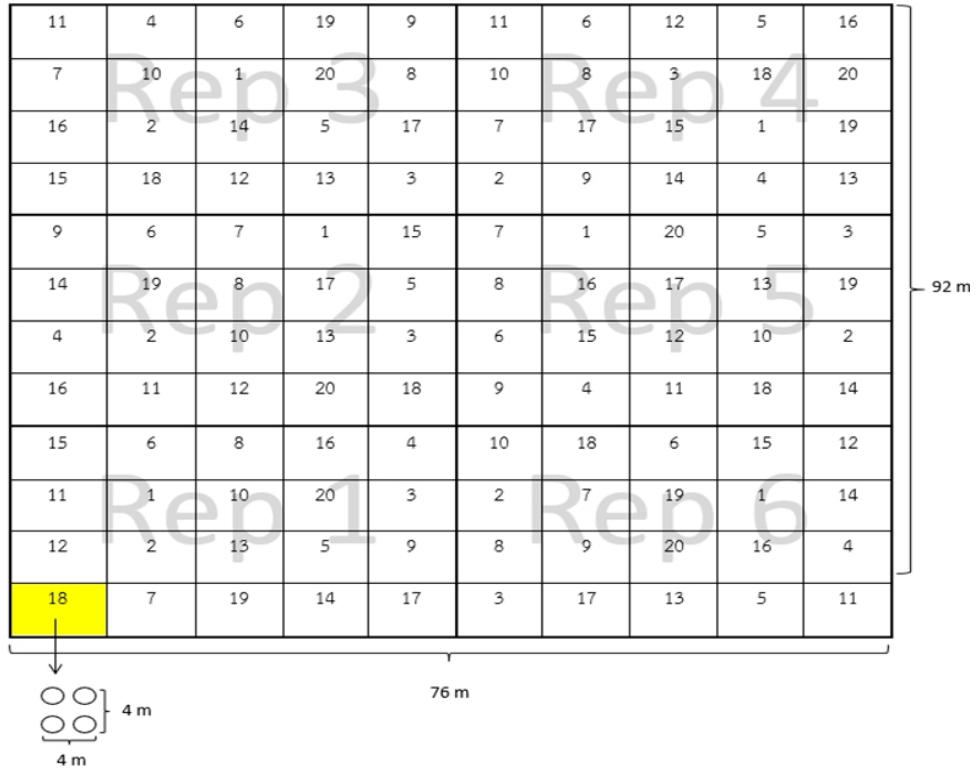 11 4 6 19 9 11 6 12 5 16
7 10 1 20 8 10 8 3 18 20
Rep 3 Rep 4
16 2 14 5 17 7 17 15 1 19
15 18 12 13 3 2 9 14 4 13
9 6 7 1 15 7 1 20 5 3
14 19 8 17 5 8 16 17 13 19
Rep 2 Rep 5
92 m
4 2 10 13 3 6 15 12 10 2
16 11 12 20 18 9 4 11 18 14
15 6 8 16 4 10 18 6 15 12
11 1 10 20 3 2 7 19 1 14
Rep 1 Rep 6
12 2 13 5 9 8 9 20 16 4
18 7 19 14 17 3 17 13 5 11
76 m
4 m
4 m